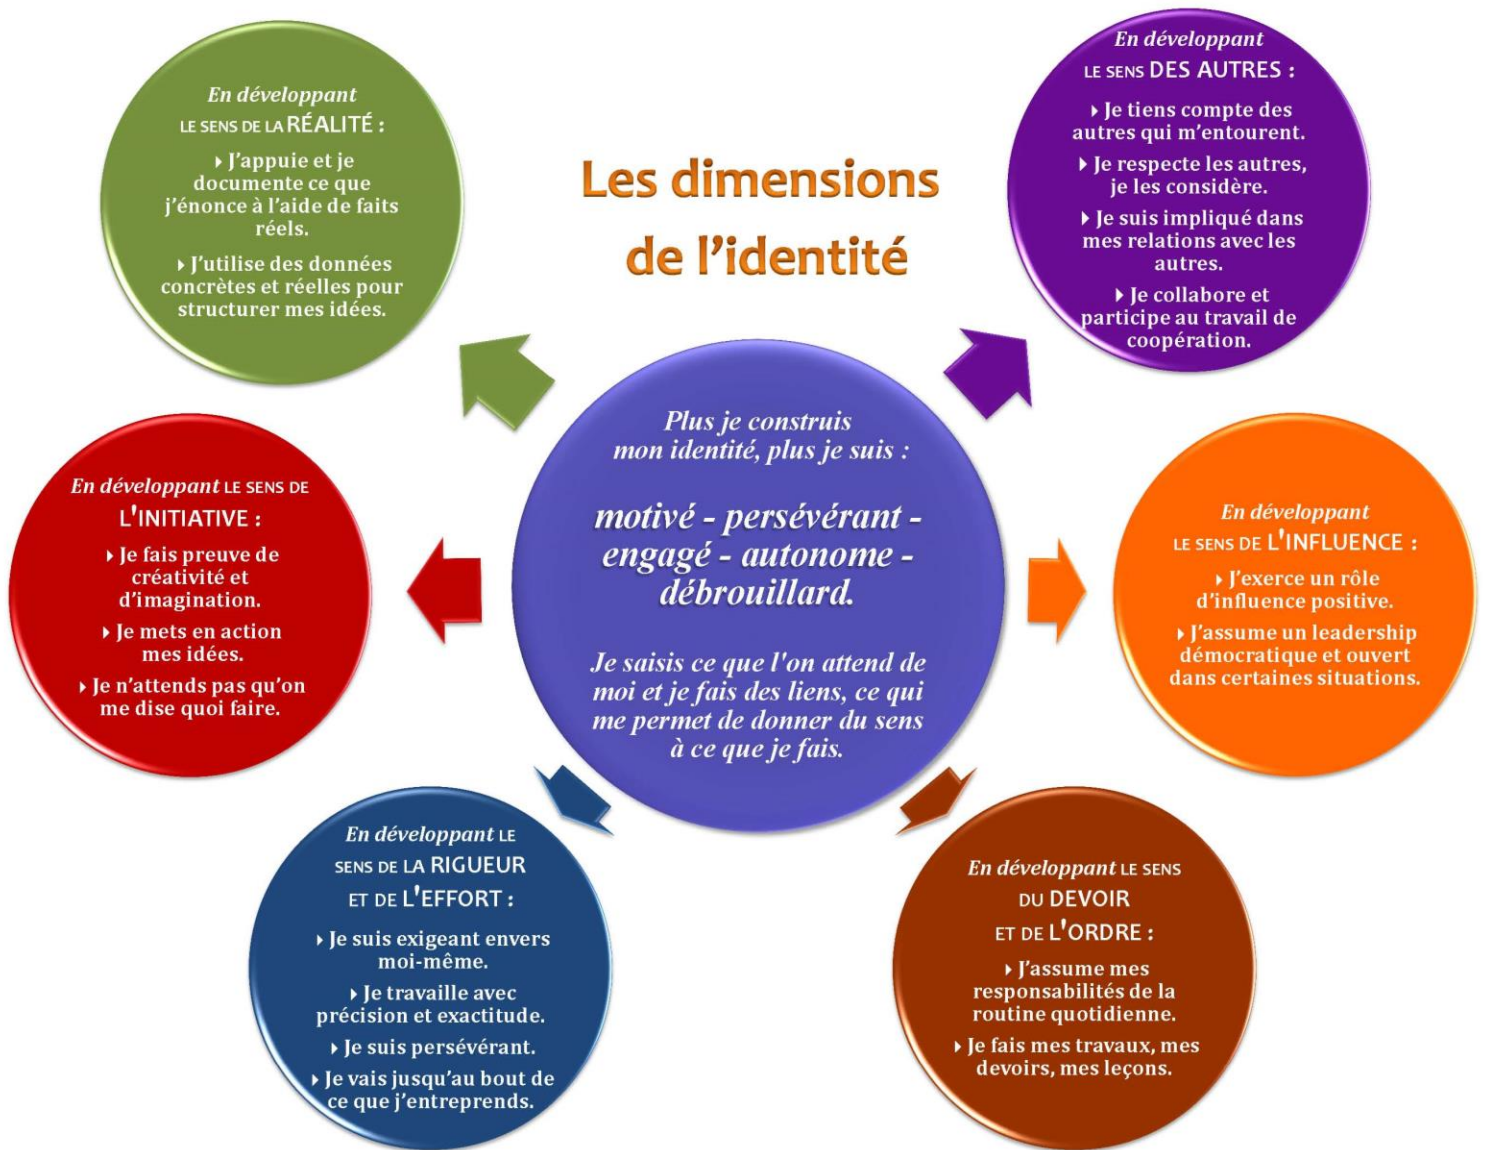 Les dimensions
de l'identité
En développant
LE SENS DE LA RÉALITÉ :
‣ J'appuie et je
documente ce que
j'énonce à l'aide de faits
réels.
‣ J'utilise des données
concrètes et réelles pour
structurer mes idées.
En développant
LE SENS DES AUTRES :
‣ Je tiens compte des
autres qui m'entourent.
‣ Je respecte les autres,
je les considère.
‣ Je suis impliqué dans
mes relations avec les
autres.
‣ Je collabore et
participe au travail de
coopération.
Plus je construis
mon identité, plus je suis :
motivé - persévérant -
engagé - autonome -
débrouillard.
Je saisis ce que l'on attend de
moi et je fais des liens, ce qui
me permet de donner du sens
à ce que je fais.
En développant LE SENS DE
L'INITIATIVE :
‣ Je fais preuve de
créativité et
d'imagination.
‣ Je mets en action
mes idées.
‣ Je n'attends pas qu'on
me dise quoi faire.
En développant
LE SENS DE L'INFLUENCE :
‣ J'exerce un rôle
d'influence positive.
‣ J'assume un leadership
démocratique et ouvert
dans certaines situations.
En développant LE
SENS DE LA RIGUEUR
ET DE L'EFFORT :
‣ Je suis exigeant envers
moi-même.
‣ Je travaille avec
précision et exactitude.
‣ Je suis persévérant.
‣ Je vais jusqu'au bout de
ce que j'entreprends.
En développant LE SENS
DU DEVOIR
ET DE L'ORDRE :
‣ J'assume mes
responsabilités de la
routine quotidienne.
‣ Je fais mes travaux, mes
devoirs, mes leçons.